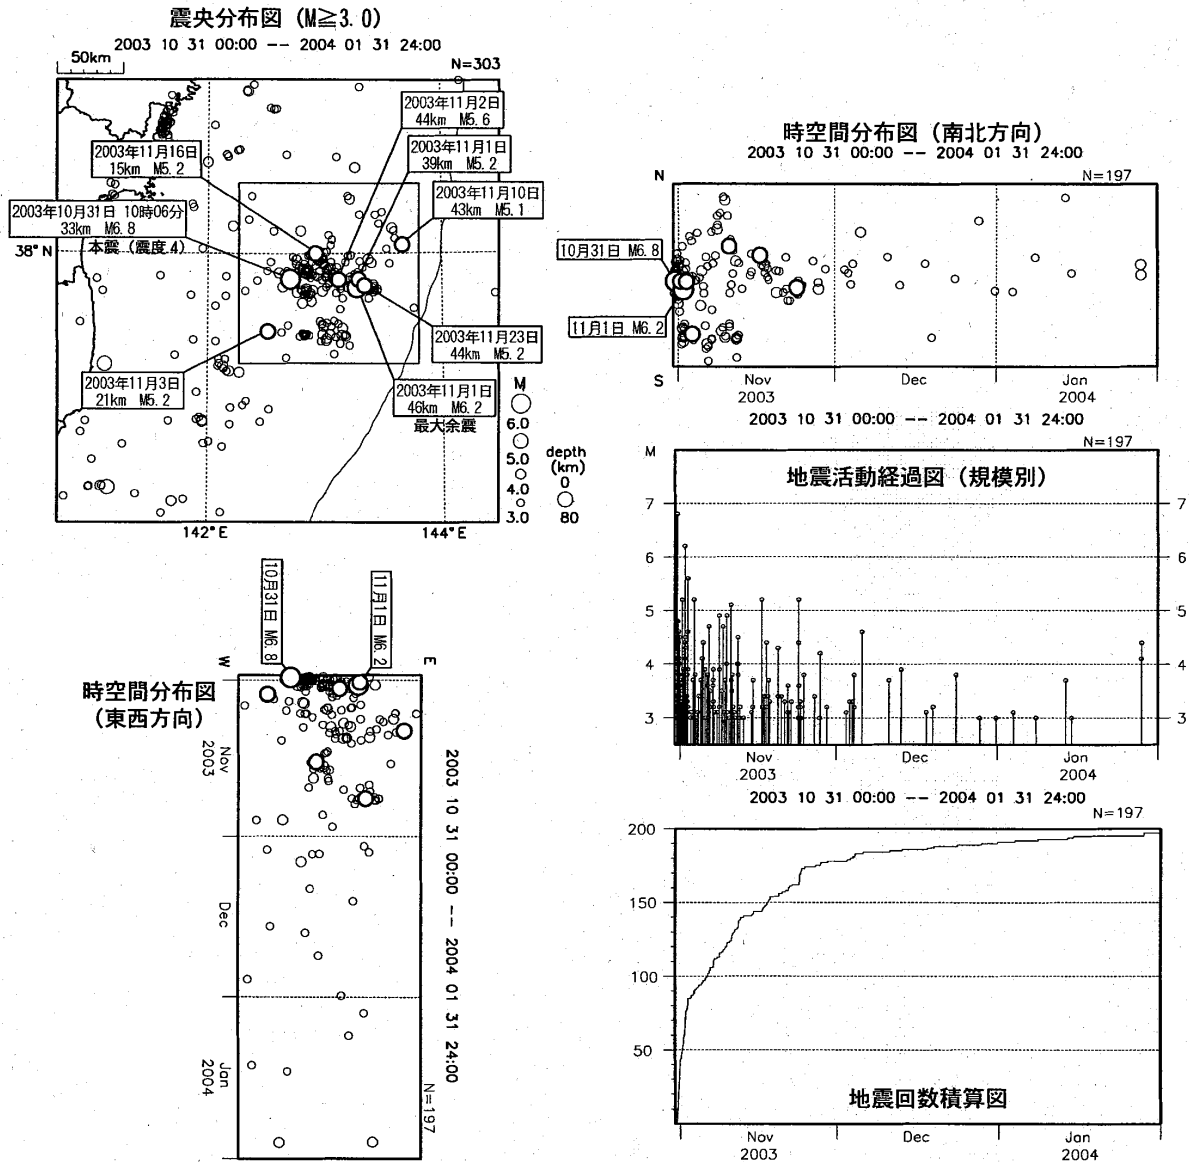 震央分布図 (M≧3.0)
2003 10 31 00:00 -- 2004 01 31 24:00
50km
N=303
2003年11月2日
44km M5.6
2003年11月16日
15km M5.2
2003年11月1日
39km M5.2
2003年11月10日
43km M5.1
2003年10月31日 10時06分
33km M6.8
本震 (震度4)
38°N
2003年11月23日
44km M5.2
2003年11月3日
21km M5.2
2003年11月1日
46km M6.2
最大余震
M
6.0
5.0
4.0
3.0
depth
(km)
0
80
142°E
144°E
時空間分布図 (南北方向)
2003 10 31 00:00 -- 2004 01 31 24:00
N
N=197
10月31日 M6.8
11月1日 M6.2
S
Nov
2003
Dec
Jan
2004
2003 10 31 00:00 -- 2004 01 31 24:00
M
N=197
地震活動経過図 (規模別)
7
7
6
6
5
5
4
4
3
3
Nov
2003
Dec
Jan
2004
10月31日 M6.8
11月1日 M6.2
W
E
時空間分布図
(東西方向)
Nov
2003
Dec
Jan
2004
2003 10 31 00:00 -- 2004 01 31 24:00
N=197
2003 10 31 00:00 -- 2004 01 31 24:00
N=197
200
150
100
50
地震回数積算図
Nov
2003
Dec
Jan
2004